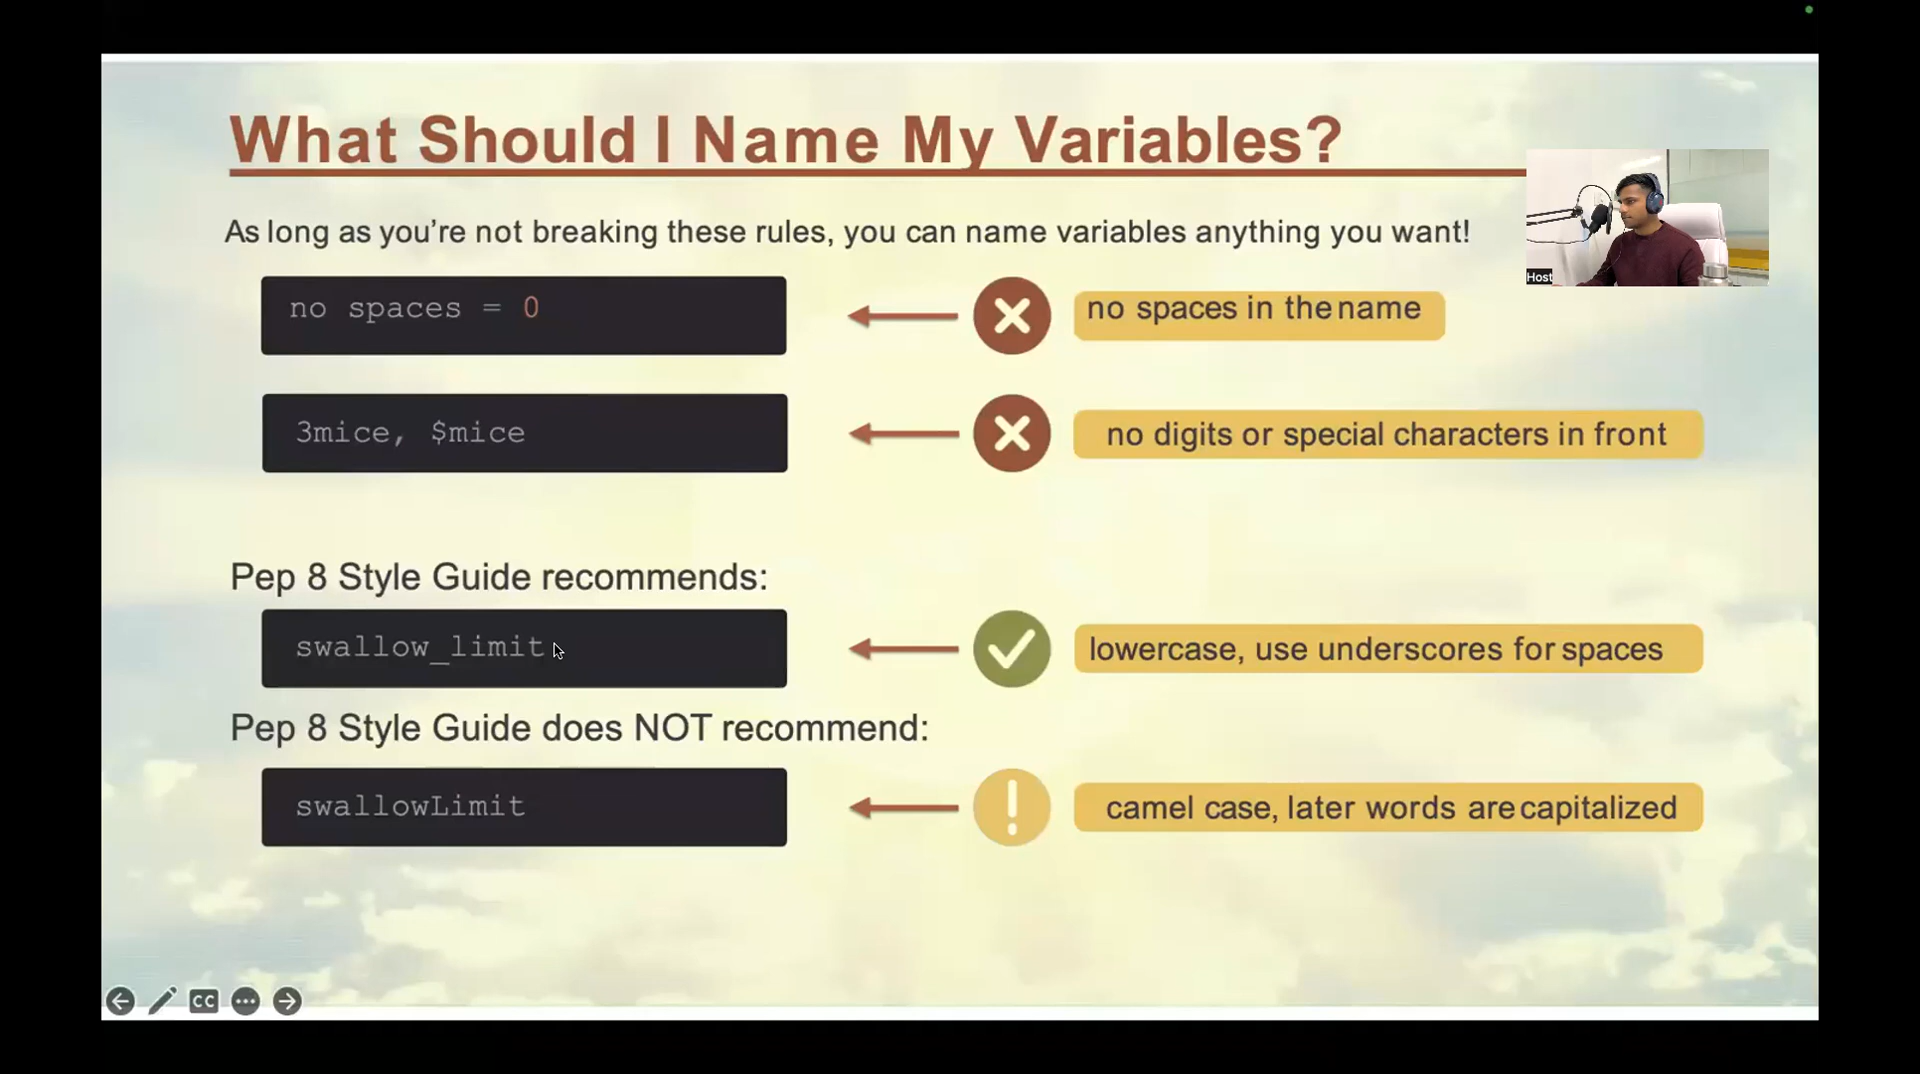 What Should I Name My Variables?
As long as you're not breaking these rules, you can name variables anything you want!
Host
no spaces = 0
no spaces in the name
3mice, $mice
no digits or special characters in front
Pep 8 Style Guide recommends:
swallow_limit
lowercase, use underscores for spaces
Pep 8 Style Guide does NOT recommend:
swallowLimit
camel case, later words are capitalized
CC